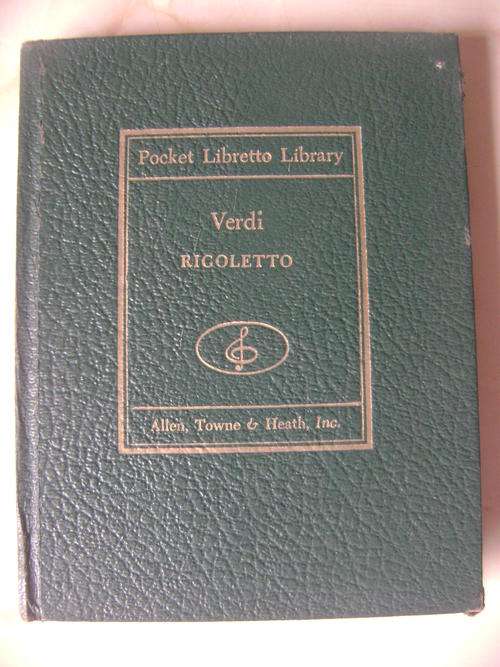 Pocket Libretto Library
Verdi
RIGOLETTO
Allen, Towne & Heath, Inc.